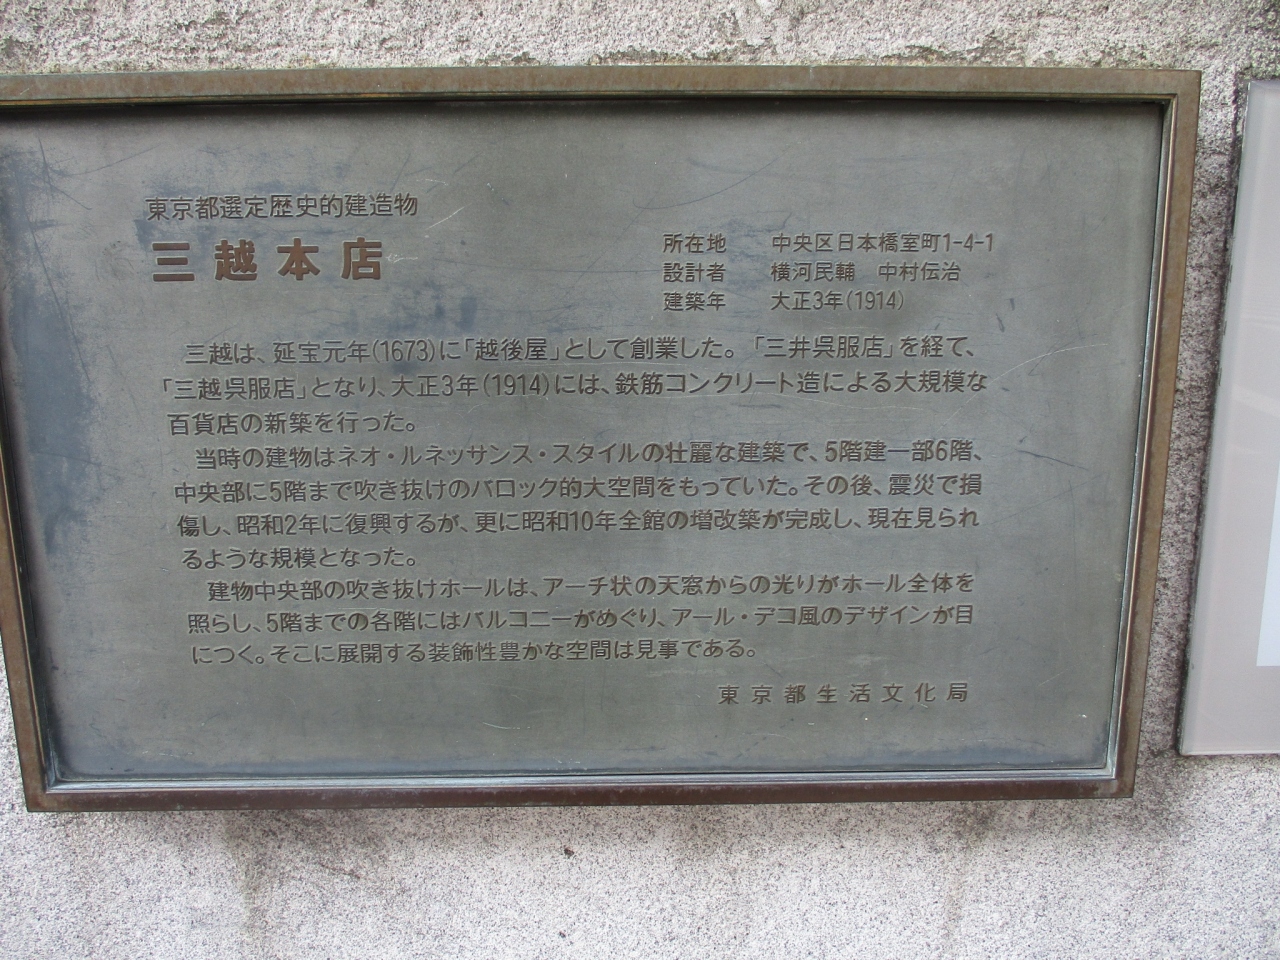 東京都選定歴史的建造物
三越本店
所在地 中央区日本橋室町1-4-1
設計者 横河民輔 中村伝治
建築年 大正3年(1914)
三越は、延宝元年(1673)に「越後屋」として創業した。「三井呉服店」を経て、
「三越呉服店」となり、大正3年(1914)には、鉄筋コンクリート造による大規模な
百貨店の新築を行った。
当時の建物はネオ・ルネッサンス・スタイルの壮麗な建築で、5階建一部6階、
中央部に5階まで吹き抜けのバロック的大空間をもっていた。その後、震災で損
傷し、昭和2年に復興するが、更に昭和10年全館の増改築が完成し、現在見られ
るような規模となった。
建物中央部の吹き抜けホールは、アーチ状の天窓からの光りがホール全体を
照らし、5階までの各階にはバルコニーがめぐり、アール・デコ風のデザインが目
につく。そこに展開する装飾性豊かな空間は見事である。
東京都生活文化局